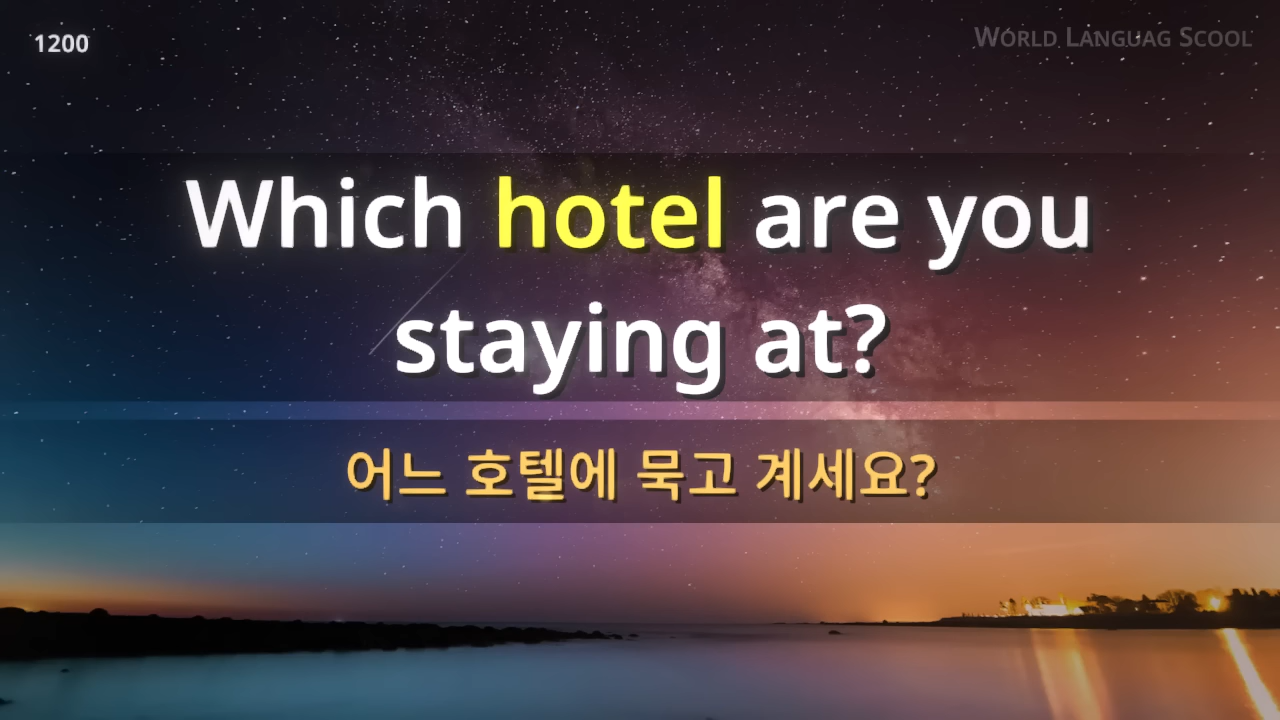 1200
World Languag Scool
Which hotel are you
staying at?
어느 호텔에 묵고 계세요?